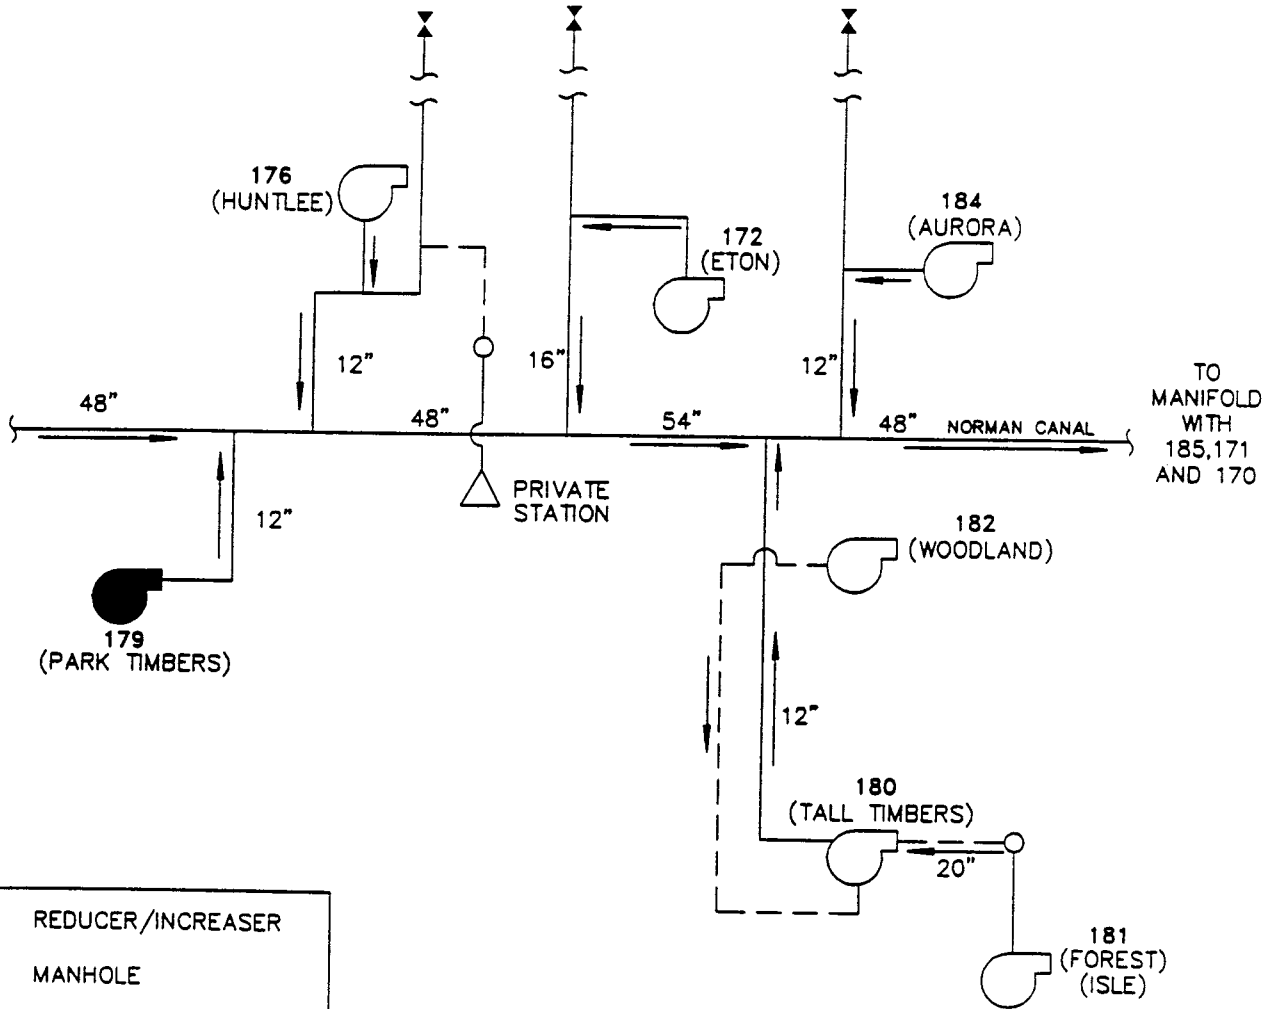 176
(HUNTLEE)
184
(AURORA)
172
(ETON)
12"
16"
12"
48"
48"
54"
48"
NORMAN CANAL
TO
MANIFOLD
WITH
185,171
AND 170
PRIVATE
STATION
12"
182
(WOODLAND)
179
(PARK TIMBERS)
12"
180
(TALL TIMBERS)
20"
REDUCER/INCREASER
MANHOLE
181
(FOREST)
(ISLE)